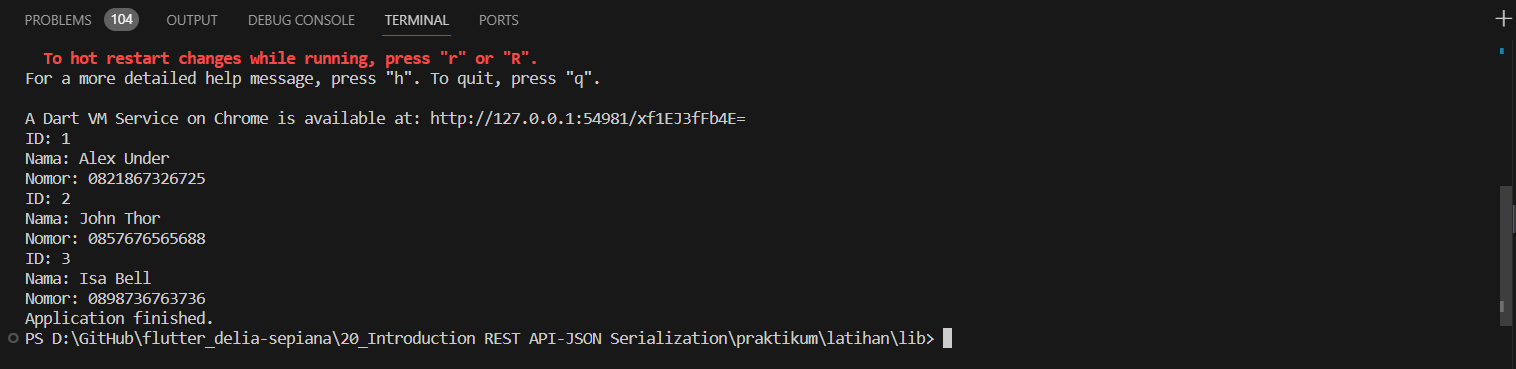 PROBLEMS 104 OUTPUT DEBUG CONSOLE TERMINAL PORTS
To hot restart changes while running, press "r" or "R".
For a more detailed help message, press "h". To quit, press "q".
A Dart VM Service on Chrome is available at: http://127.0.0.1:54981/xf1EJ3fFb4E=
ID: 1
Nama: Alex Under
Nomor: 0821867326725
ID: 2
Nama: John Thor
Nomor: 0857676565688
ID: 3
Nama: Isa Bell
Nomor: 0898736763736
Application finished.
PS D:\GitHub\flutter_delia-sepiana\20_Introduction REST API-JSON Serialization\praktikum\latihan\lib>